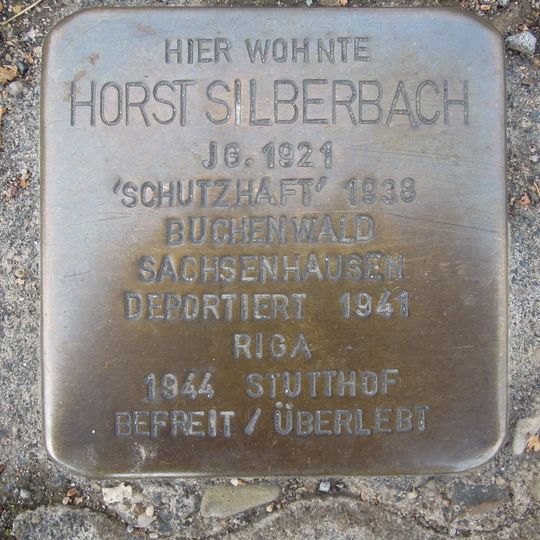 HIER WOHNTE
HORST SILBERBACH
JG. 1921
'SCHUTZHAFT' 1938
BUCHENWALD
SACHSENHAUSEN
DEPORTIERT 1941
RIGA
1944 STUTTHOF
BEFREIT / ÜBERLEBT